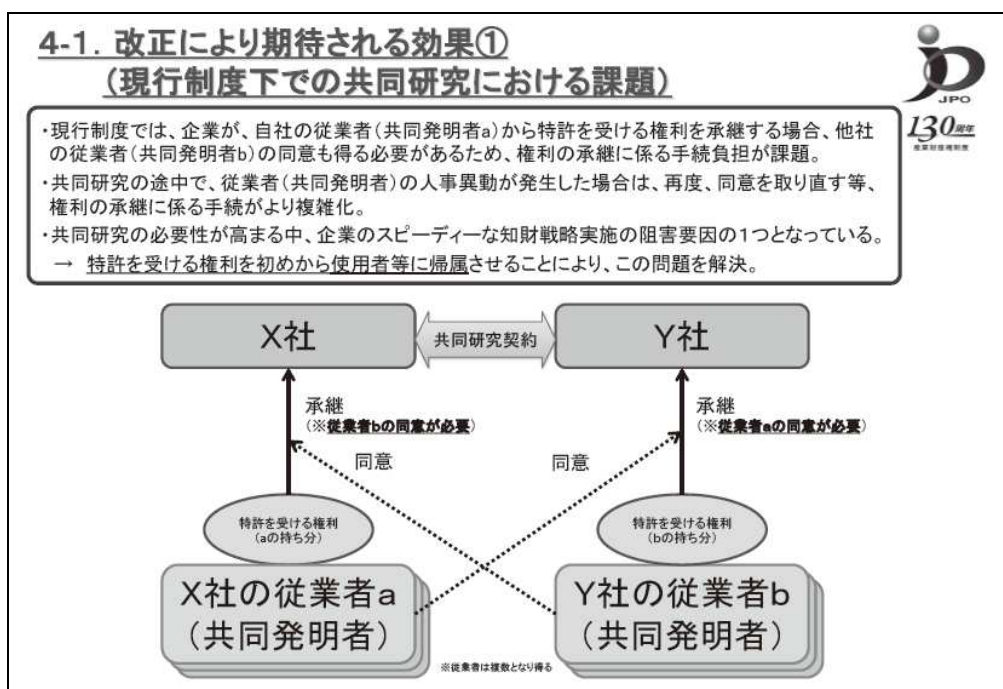 4-1. 改正により期待される効果①
（現行制度下での共同研究における課題）
JPO
130周年
産業財産権制度
・現行制度では、企業が、自社の従業者（共同発明者a）から特許を受ける権利を承継する場合、他社
の従業者（共同発明者b）の同意も得る必要があるため、権利の承継に係る手続負担が課題。
・共同研究の途中で、従業者（共同発明者）の人事異動が発生した場合は、再度、同意を取り直す等、
権利の承継に係る手続がより複雑化。
・共同研究の必要性が高まる中、企業のスピーディーな知財戦略実施の阻害要因の１つとなっている。
→ 特許を受ける権利を初めから使用者等に帰属させることにより、この問題を解決。
X社
共同研究契約
Y社
承継
（※従業者bの同意が必要）
承継
（※従業者aの同意が必要）
同意
同意
特許を受ける権利
（aの持ち分）
特許を受ける権利
（bの持ち分）
X社の従業者a
（共同発明者）
Y社の従業者b
（共同発明者）
※従業者は複数となり得る